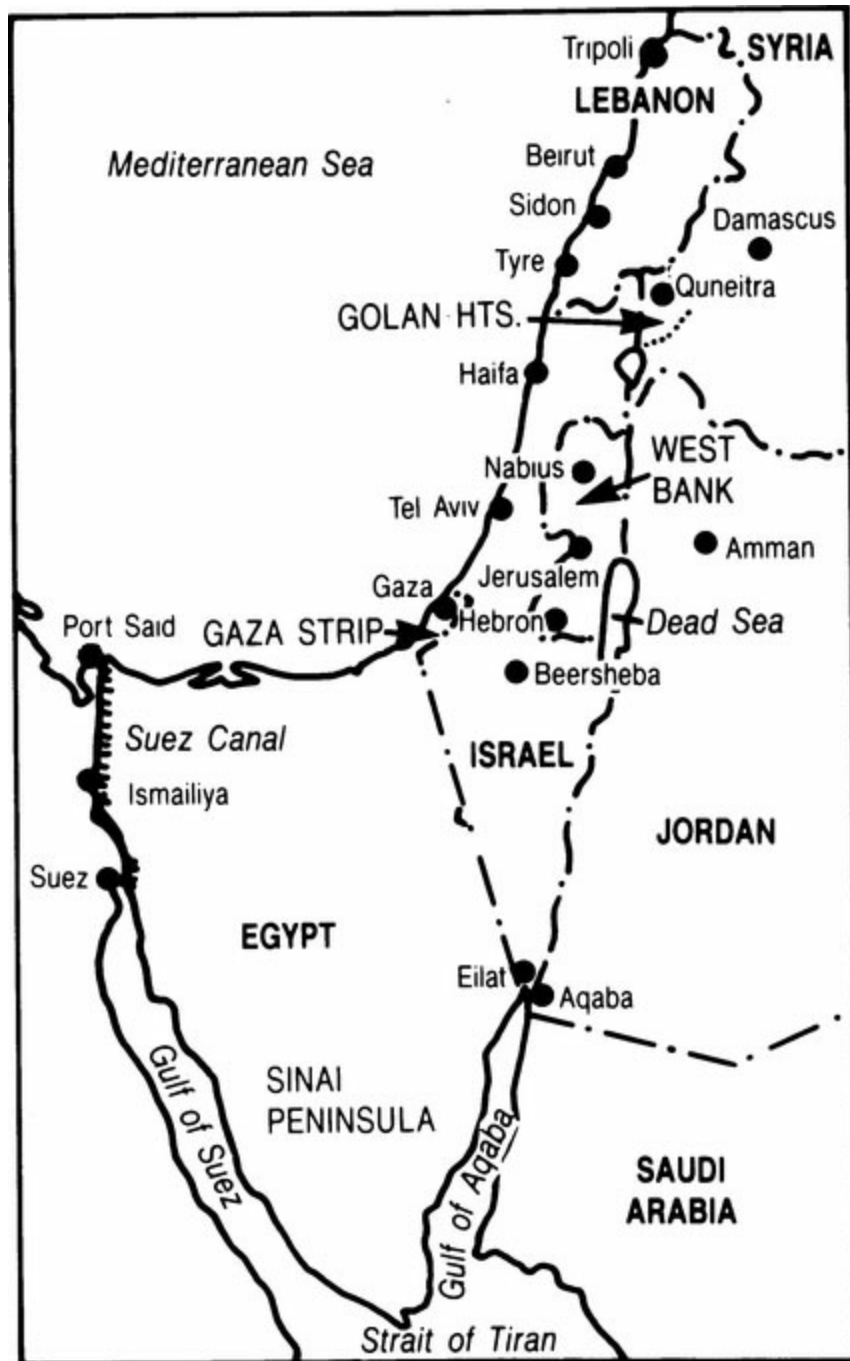 Tripoli
SYRIA
LEBANON
Mediterranean Sea
Beirut
Sidon
Damascus
Tyre
Quneitra
GOLAN HTS.
Haifa
WEST
BANK
Nabius
Tel Aviv
Amman
Jerusalem
Gaza
Hebron
Dead Sea
Port Said
GAZA STRIP
Beersheba
Suez Canal
ISRAEL
Ismailiya
JORDAN
Suez
EGYPT
Eilat
Aqaba
Gulf of Suez
SINAI
PENINSULA
Gulf of Aqaba
SAUDI
ARABIA
Strait of Tiran